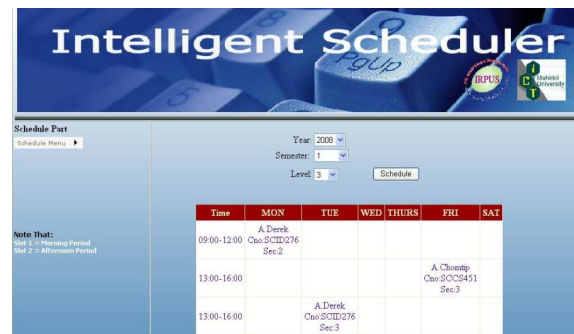 Intelligent Scheduler
PgUp
IRPUS
ICT Mahidol University
Schedule Part
Schedule Menu
Year: 2008
Semester: 1
Level: 3 Schedule
Note That:
Slot 1 = Morning Period
Slot 2 = Afternoon Period
Time MON TUE WED THURS FRI SAT
09:00-12:00 A.Derek Cno:SCID276 Sec:2
13:00-16:00 A.Chomtip Cno:SCCS451 Sec:3
13:00-16:00 A.Derek Cno:SCID276 Sec:3